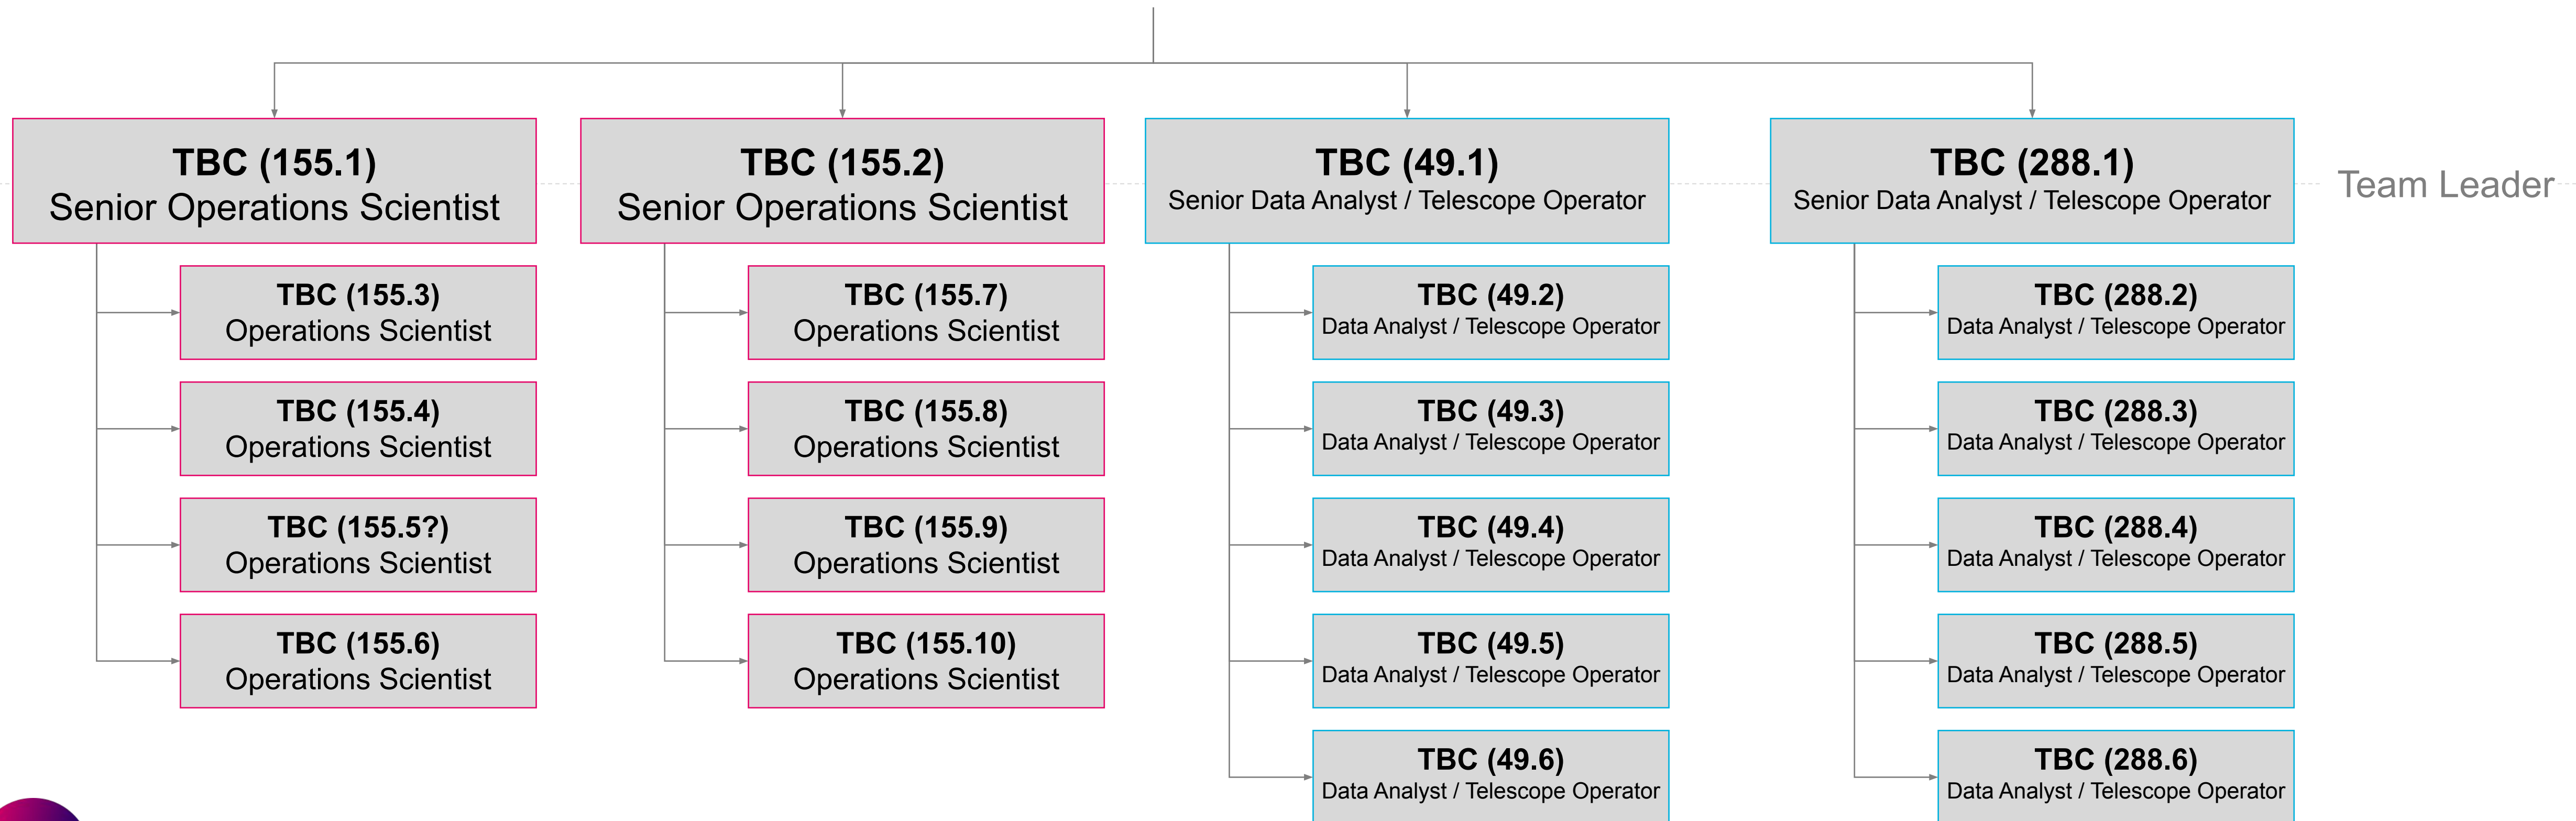 TBC (155.1)
Senior Operations Scientist
TBC (155.2)
Senior Operations Scientist
TBC (49.1)
Senior Data Analyst / Telescope Operator
TBC (288.1)
Senior Data Analyst / Telescope Operator
Team Leader
TBC (155.3)
Operations Scientist
TBC (155.4)
Operations Scientist
TBC (155.5?)
Operations Scientist
TBC (155.6)
Operations Scientist
TBC (155.7)
Operations Scientist
TBC (155.8)
Operations Scientist
TBC (155.9)
Operations Scientist
TBC (155.10)
Operations Scientist
TBC (49.2)
Data Analyst / Telescope Operator
TBC (49.3)
Data Analyst / Telescope Operator
TBC (49.4)
Data Analyst / Telescope Operator
TBC (49.5)
Data Analyst / Telescope Operator
TBC (49.6)
Data Analyst / Telescope Operator
TBC (288.2)
Data Analyst / Telescope Operator
TBC (288.3)
Data Analyst / Telescope Operator
TBC (288.4)
Data Analyst / Telescope Operator
TBC (288.5)
Data Analyst / Telescope Operator
TBC (288.6)
Data Analyst / Telescope Operator